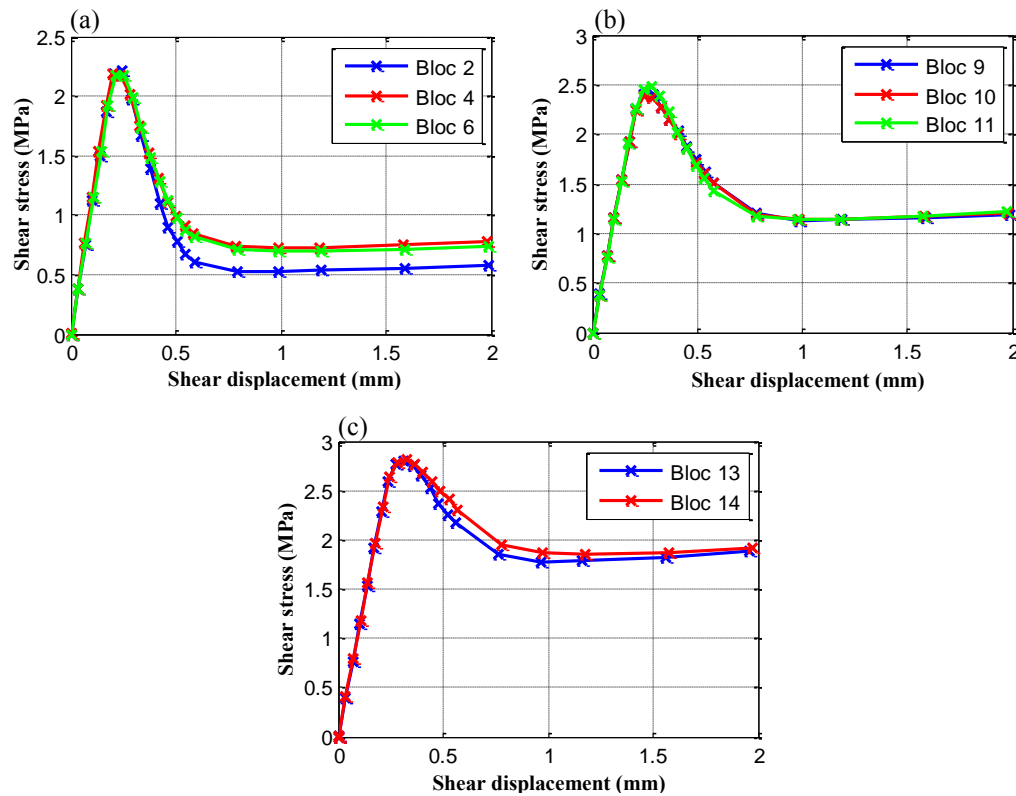 (a)
2.5
2
1.5
1
0.5
0
0
0.5
1
1.5
2
Shear stress (MPa)
Shear displacement (mm)
Bloc 2
Bloc 4
Bloc 6
(b)
3
2.5
2
1.5
1
0.5
0
0
0.5
1
1.5
2
Shear stress (MPa)
Shear displacement (mm)
Bloc 9
Bloc 10
Bloc 11
(c)
3
2.5
2
1.5
1
0.5
0
0
0.5
1
1.5
2
Shear stress (MPa)
Shear displacement (mm)
Bloc 13
Bloc 14